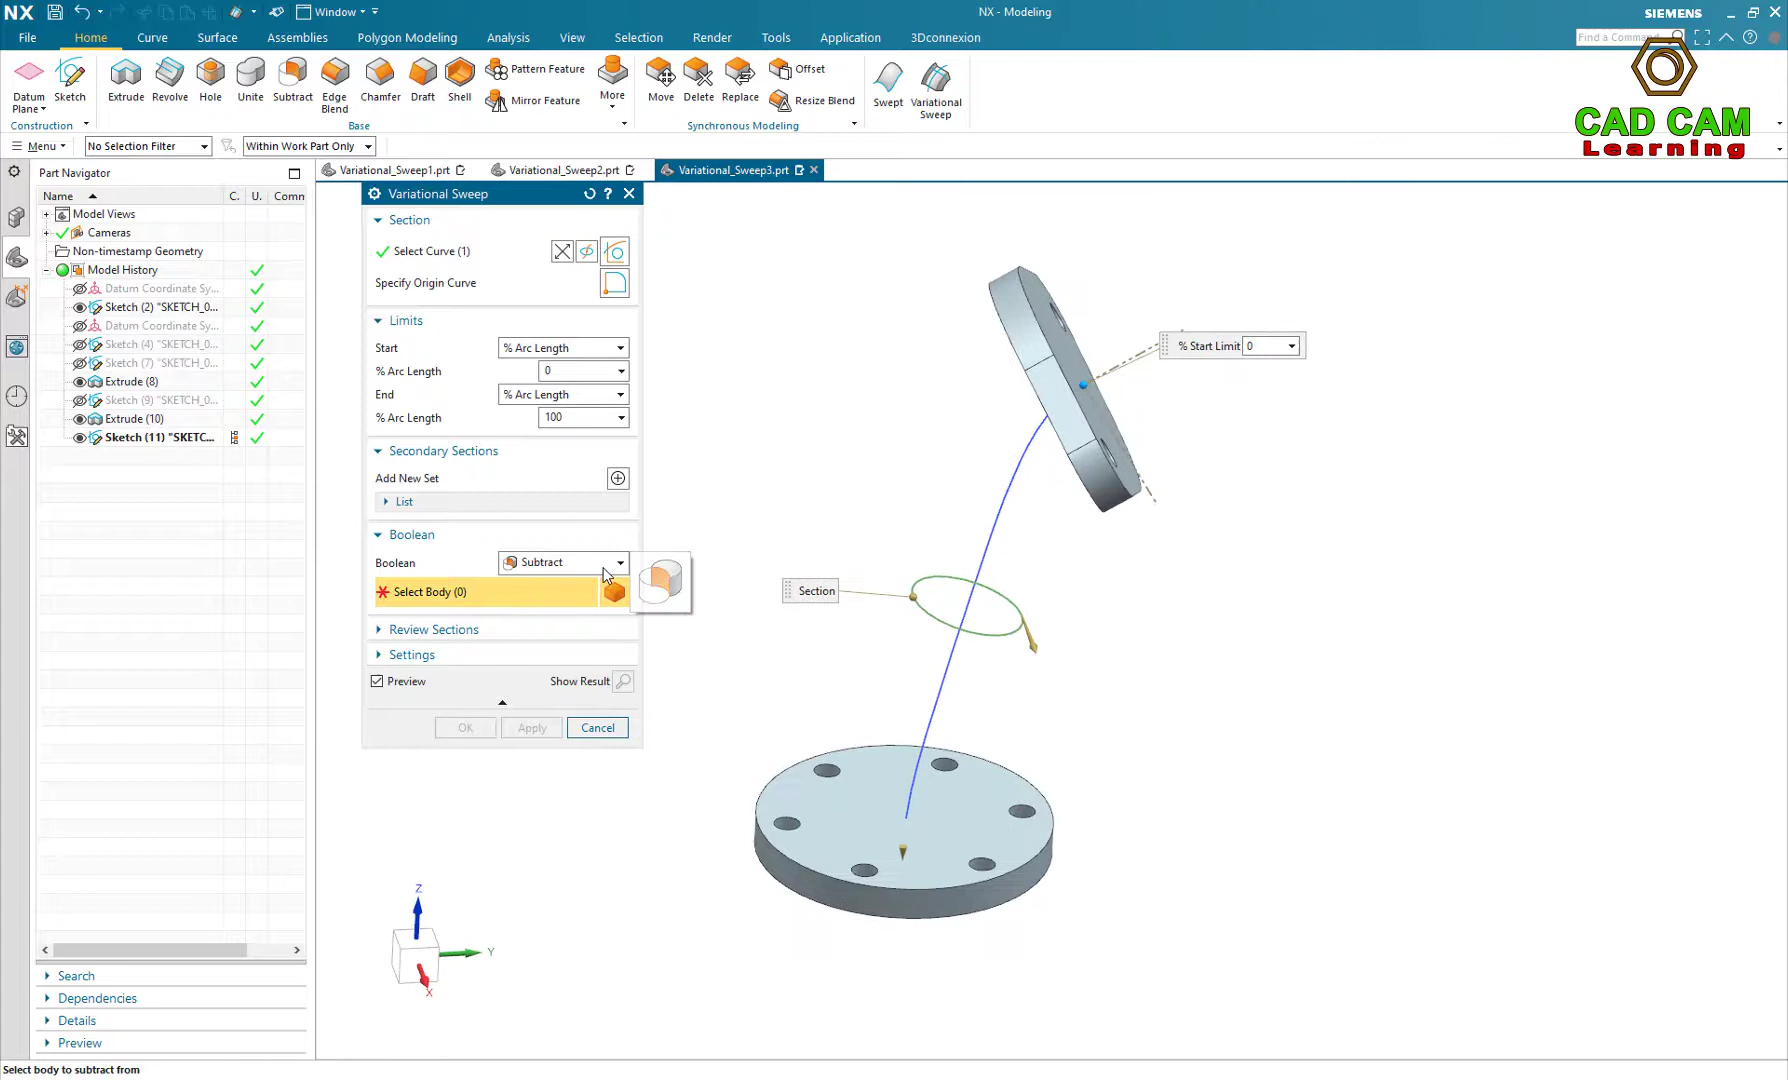 NX
Window
NX - Modeling
SIEMENS
File
Home
Curve
Surface
Assemblies
Polygon Modeling
Analysis
View
Selection
Render
Tools
Application
3Dconnexion
Find a Command
Datum Plane
Sketch
Extrude
Revolve
Hole
Unite
Subtract
Edge Blend
Chamfer
Draft
Shell
Pattern Feature
Mirror Feature
More
Move
Delete
Replace
Offset
Resize Blend
Swept
Variational Sweep
Construction
Base
Synchronous Modeling
CAD CAM
Learning
Menu
No Selection Filter
Within Work Part Only
Part Navigator
Variational_Sweep1.prt
Variational_Sweep2.prt
Variational_Sweep3.prt
Name
C.
U.
Comn
Model Views
Cameras
Non-timestamp Geometry
Model History
Datum Coordinate Sy...
Sketch (2) "SKETCH_0...
Datum Coordinate Sy...
Sketch (4) "SKETCH_0...
Sketch (7) "SKETCH_0...
Extrude (8)
Sketch (9) "SKETCH_0...
Extrude (10)
Sketch (11) "SKETC...
Variational Sweep
Section
Select Curve (1)
Specify Origin Curve
Limits
Start
% Arc Length
% Arc Length
0
End
% Arc Length
% Arc Length
100
Secondary Sections
Add New Set
List
Boolean
Boolean
Subtract
Select Body (0)
Review Sections
Settings
Preview
Show Result
OK
Apply
Cancel
% Start Limit
0
Section
Z
Y
X
Search
Dependencies
Details
Preview
Select body to subtract from